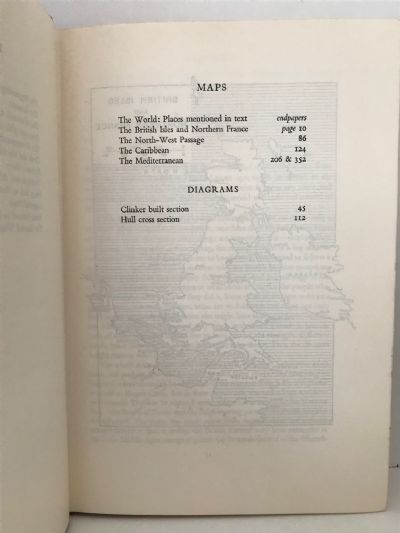 MAPS
The World: Places mentioned in text endpapers
The British Isles and Northern France page 10
The North-West Passage 86
The Caribbean 124
The Mediterranean 206 & 352
DIAGRAMS
Clinker built section 45
Hull cross section 112